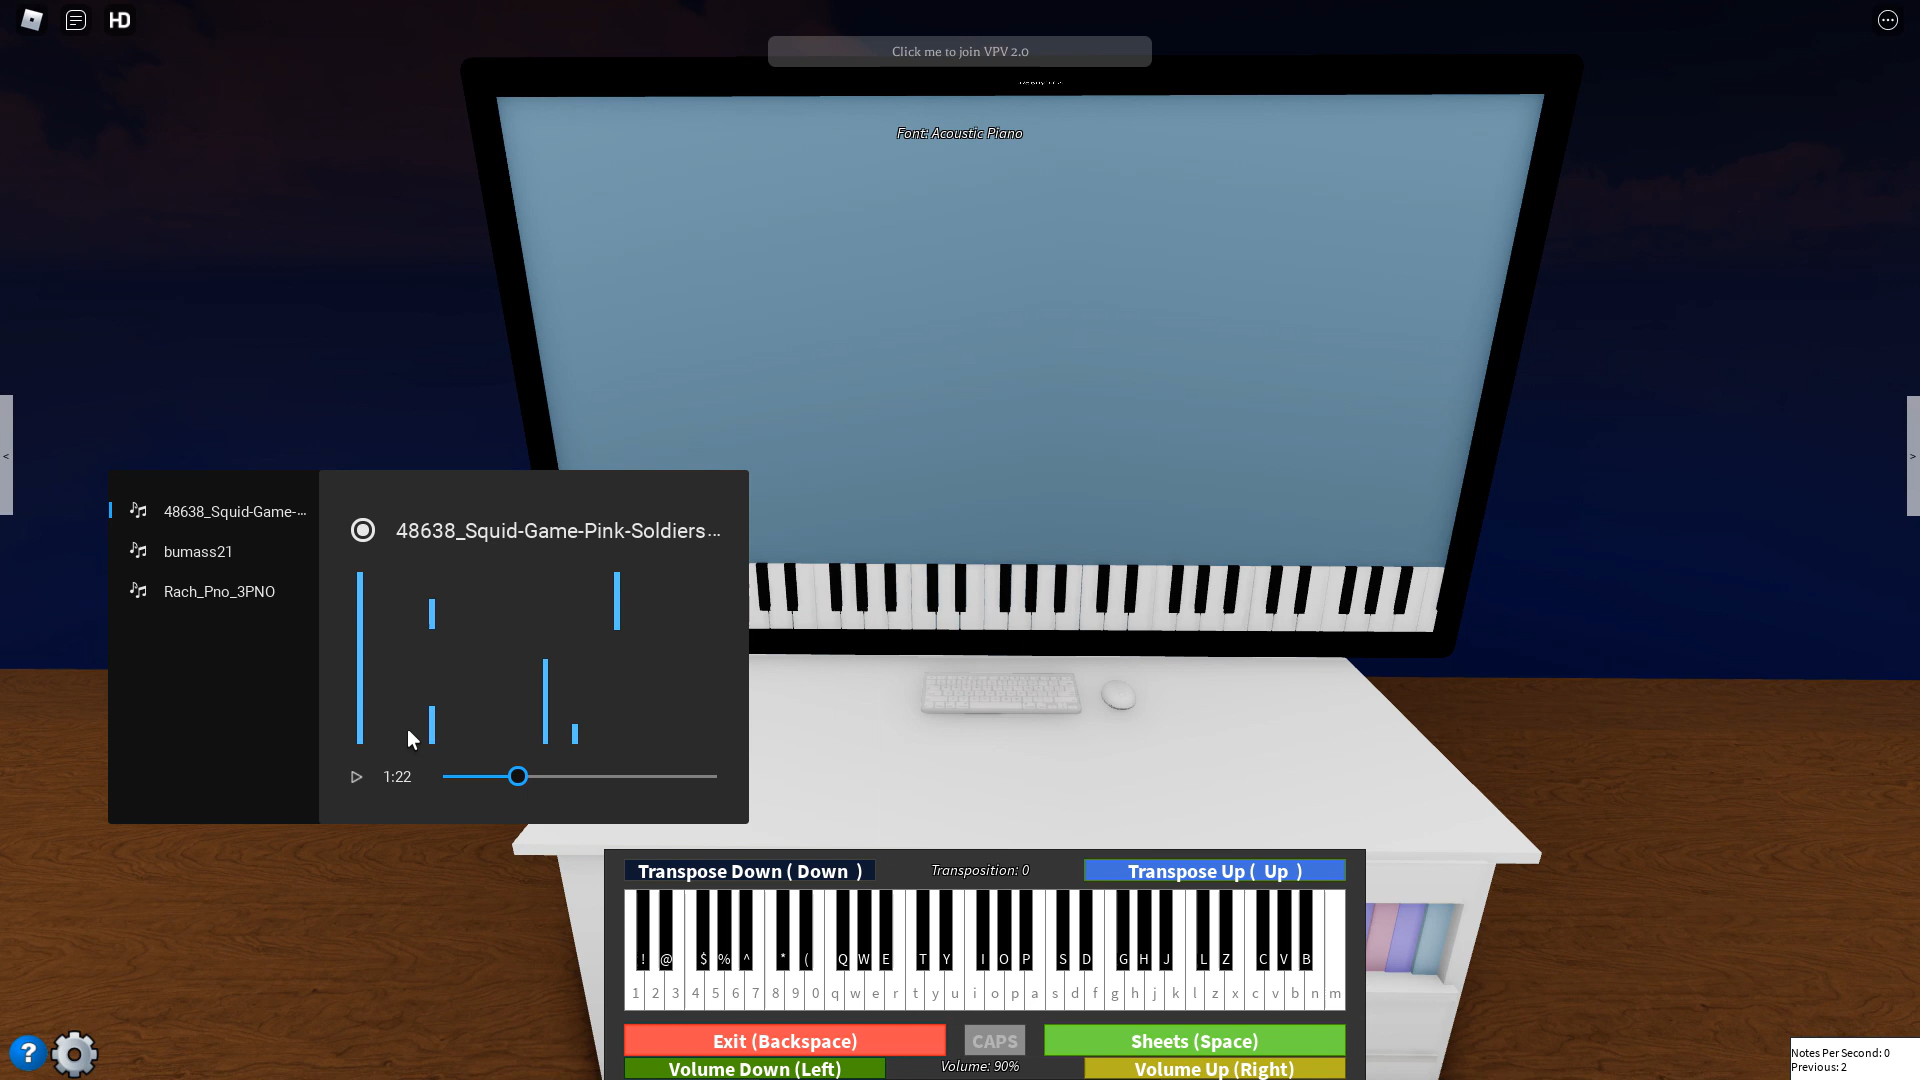 HD
Click me to join VPV 2.0
Font: Acoustic Piano
<
>
48638_Squid-Game-...
bumass21
Rach_Pno_3PNO
48638_Squid-Game-Pink-Soldiers...
1:22
Transpose Down ( Down )
Transposition: 0
Transpose Up ( Up )
! @ $ % ^ * ( Q W E T Y I O P S D G H J L Z C V B
1 2 3 4 5 6 7 8 9 0 q w e r t y u i o p a s d f g h j k l z x c v b n m
Exit (Backspace)
CAPS
Sheets (Space)
Volume Down (Left)
Volume: 90%
Volume Up (Right)
?
Notes Per Second: 0
Previous: 2